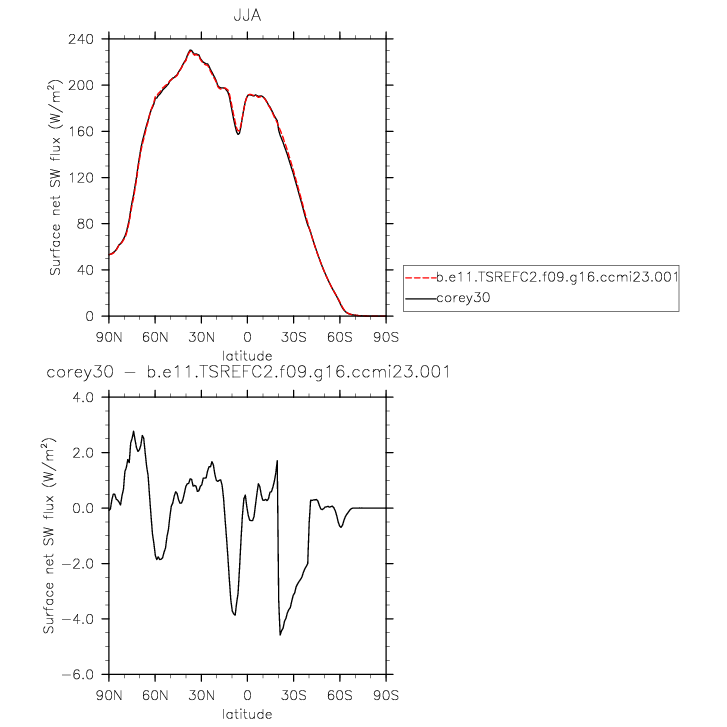 JJA
240
200
160
120
80
40
0
Surface net SW flux (W/m²)
90N 60N 30N 0 30S 60S 90S
latitude
b.e11.TSREFC2.f09.g16.ccmi23.001
corey30
corey30 – b.e11.TSREFC2.f09.g16.ccmi23.001
4.0
2.0
0.0
−2.0
−4.0
−6.0
Surface net SW flux (W/m²)
90N 60N 30N 0 30S 60S 90S
latitude